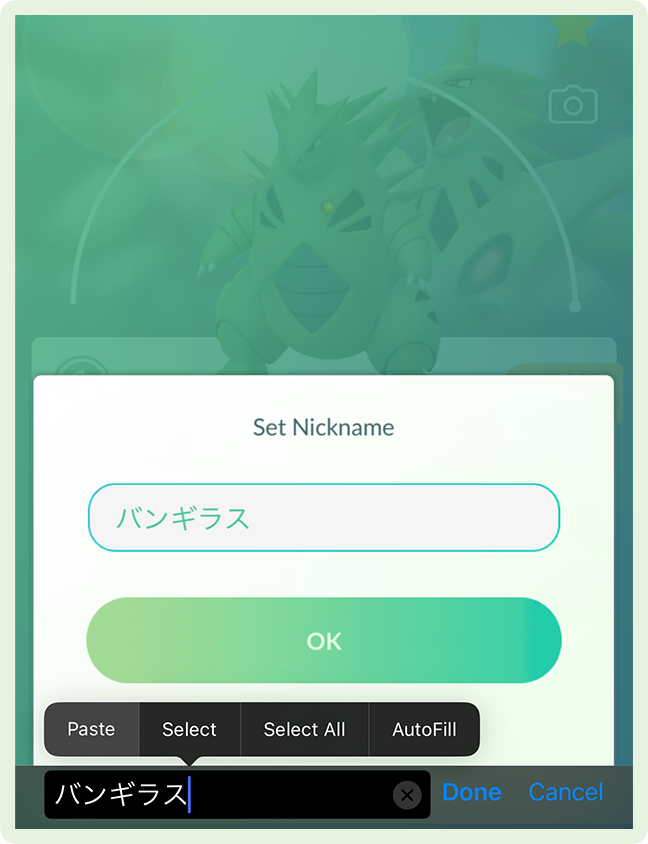 Set Nickname
バンギラス
OK
Paste Select Select All AutoFill
バンギラス Done Cancel